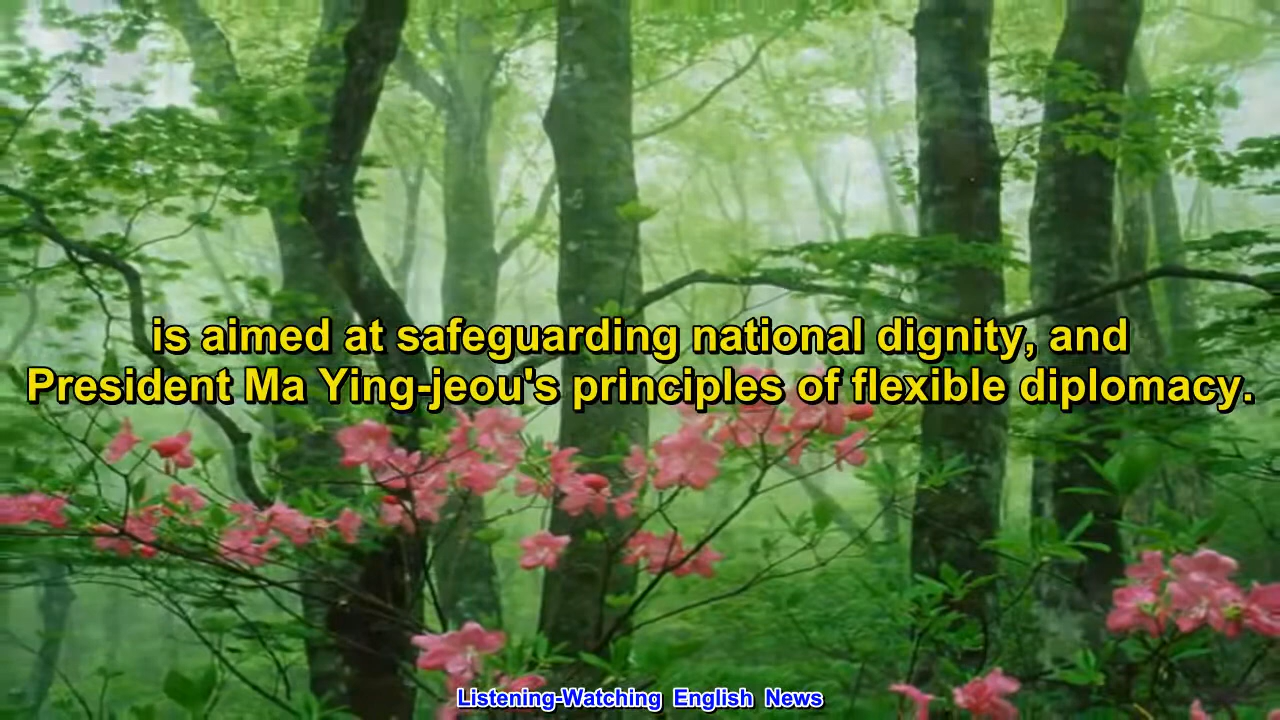 is aimed at safeguarding national dignity, and
President Ma Ying-jeou's principles of flexible diplomacy.
Listening-Watching English News